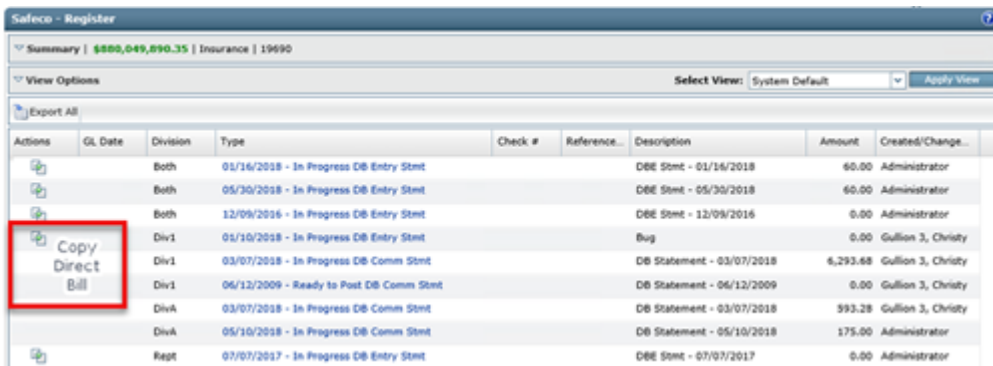 Safeco - Register
Summary | $880,049,890.35 | Insurance | 19690
View Options Select View: System Default Apply View
Export All
Actions GL Date Division Type Check # Reference... Description Amount Created/Change...
Both 01/16/2018 - In Progress DB Entry Stmt DBE Stmt - 01/16/2018 60.00 Administrator
Both 05/30/2018 - In Progress DB Entry Stmt DBE Stmt - 05/30/2018 60.00 Administrator
Both 12/09/2016 - In Progress DB Entry Stmt DBE Stmt - 12/09/2016 0.00 Administrator
Div1 01/10/2018 - In Progress DB Entry Stmt Bug 0.00 Gullion 3, Christy
Copy
Direct
Bill
Div1 03/07/2018 - In Progress DB Comm Stmt DB Statement - 03/07/2018 6,293.68 Gullion 3, Christy
Div1 06/12/2009 - Ready to Post DB Comm Stmt DB Statement - 06/12/2009 0.00 Gullion 3, Christy
DivA 03/07/2018 - In Progress DB Comm Stmt DB Statement - 03/07/2018 593.28 Gullion 3, Christy
DivA 05/10/2018 - In Progress DB Comm Stmt DB Statement - 05/10/2018 175.00 Administrator
Rept 07/07/2017 - In Progress DB Entry Stmt DBE Stmt - 07/07/2017 0.00 Administrator